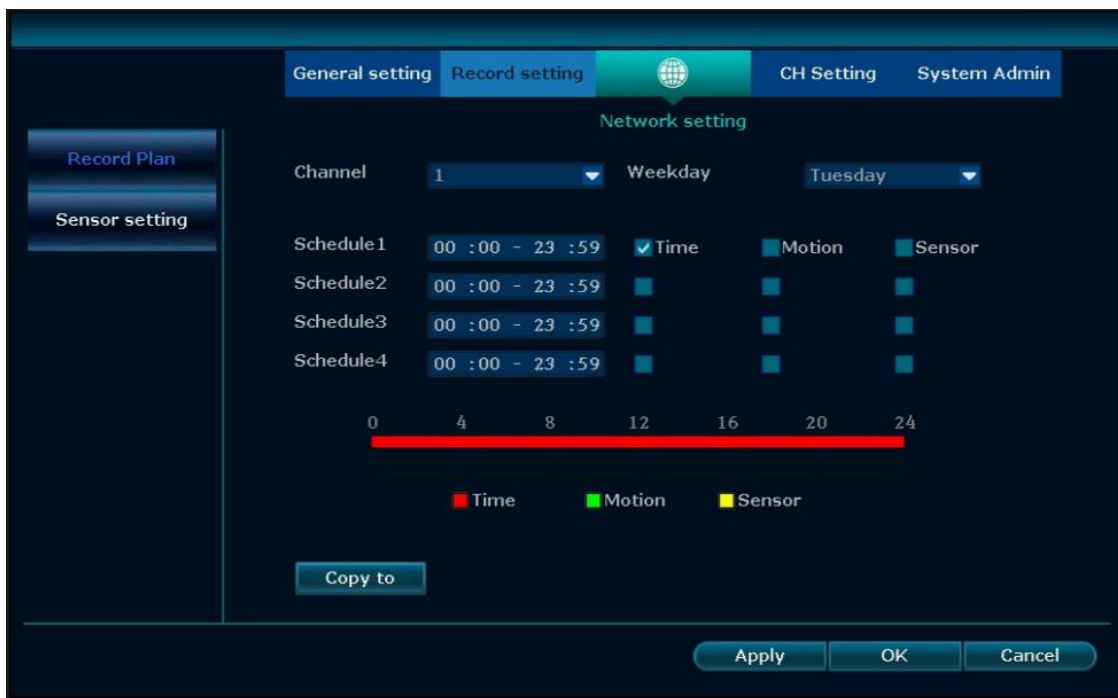 General setting Record setting CH Setting System Admin
Network setting
Record Plan
Sensor setting
Channel 1 Weekday Tuesday
Schedule1 00 :00 - 23 :59 Time Motion Sensor
Schedule2 00 :00 - 23 :59
Schedule3 00 :00 - 23 :59
Schedule4 00 :00 - 23 :59
0 4 8 12 16 20 24
Time Motion Sensor
Copy to
Apply OK Cancel